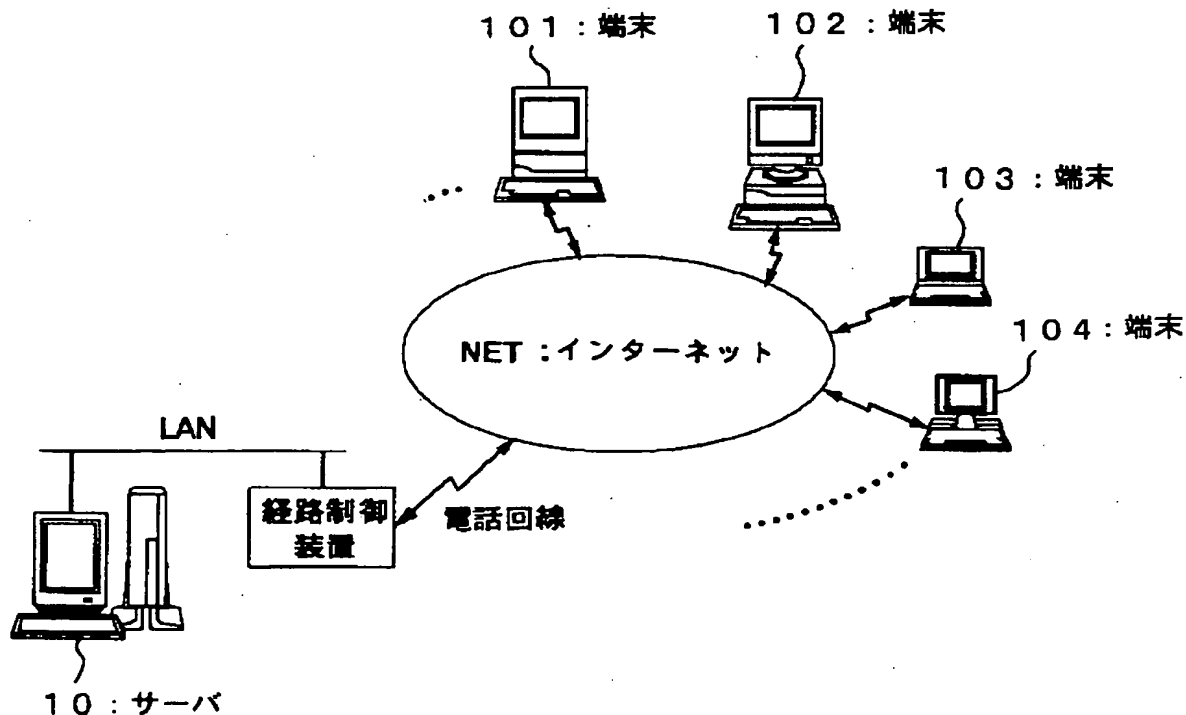 101：端末
102：端末
103：端末
104：端末
NET：インターネット
LAN
経路制御
装置
電話回線
10：サーバ